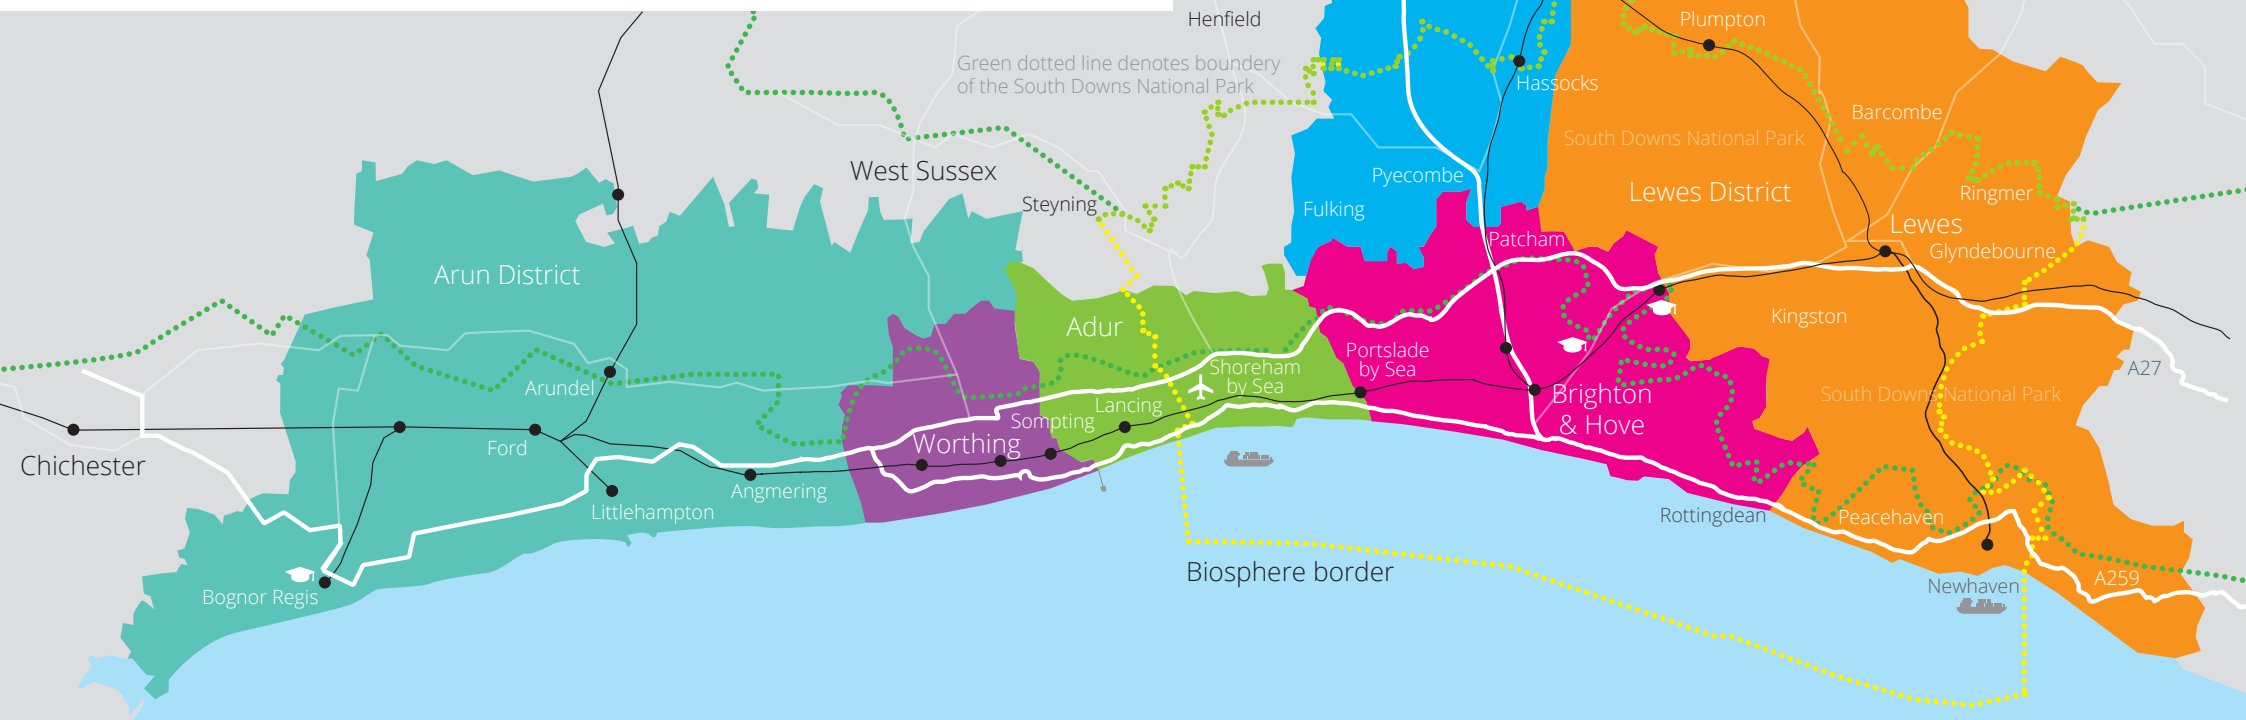 Henfield
Plumpton
Green dotted line denotes boundery
of the South Downs National Park
Hassocks
Barcombe
South Downs National Park
West Sussex
Pyecombe
Lewes District
Ringmer
Steyning
Fulking
Lewes
Patcham
Glyndebourne
Arun District
Adur
Kingston
Portslade
by Sea
Shoreham
by Sea
A27
Arundel
South Downs National Park
Brighton
& Hove
Lancing
Sompting
Worthing
Ford
Chichester
Angmering
Littlehampton
Rottingdean
Peacehaven
Biosphere border
A259
Newhaven
Bognor Regis